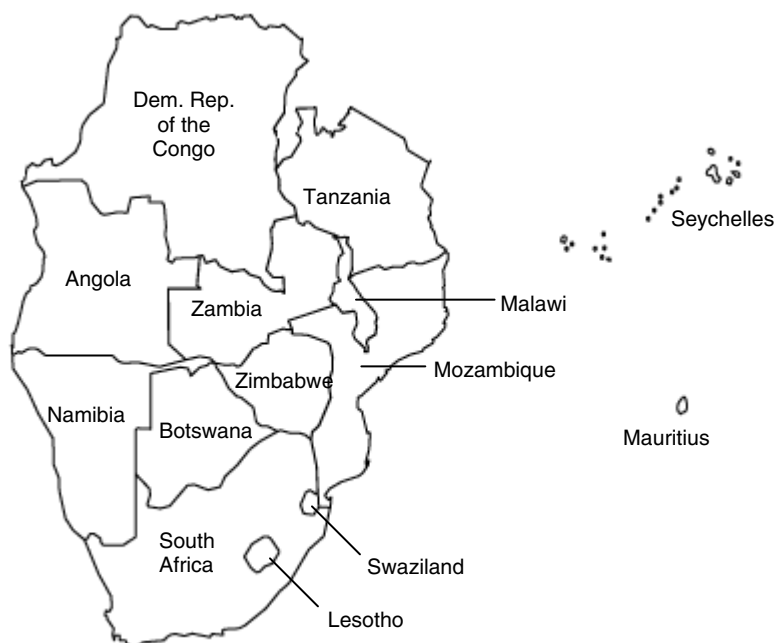 Dem. Rep.
of the
Congo
Tanzania
Seychelles
Angola
Zambia
Malawi
Mozambique
Zimbabwe
Namibia
Botswana
Mauritius
South
Africa
Swaziland
Lesotho